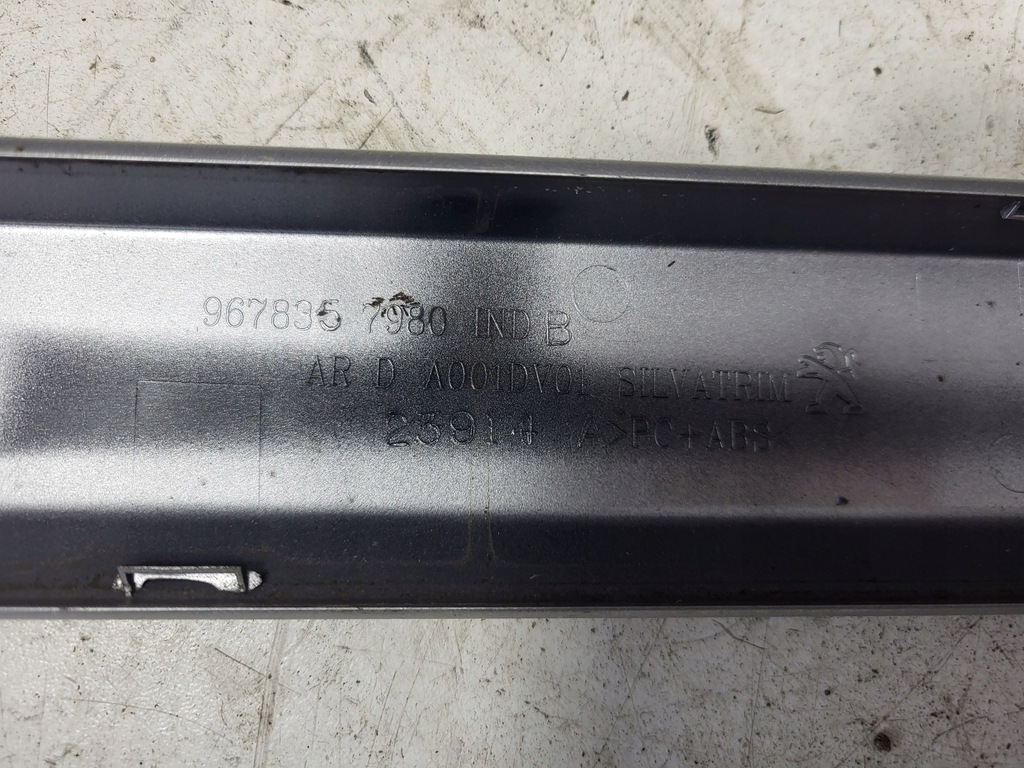 967835 7980 IND B
AR D A001DV01 SILVATRIM
23914 A >PC+ABS<